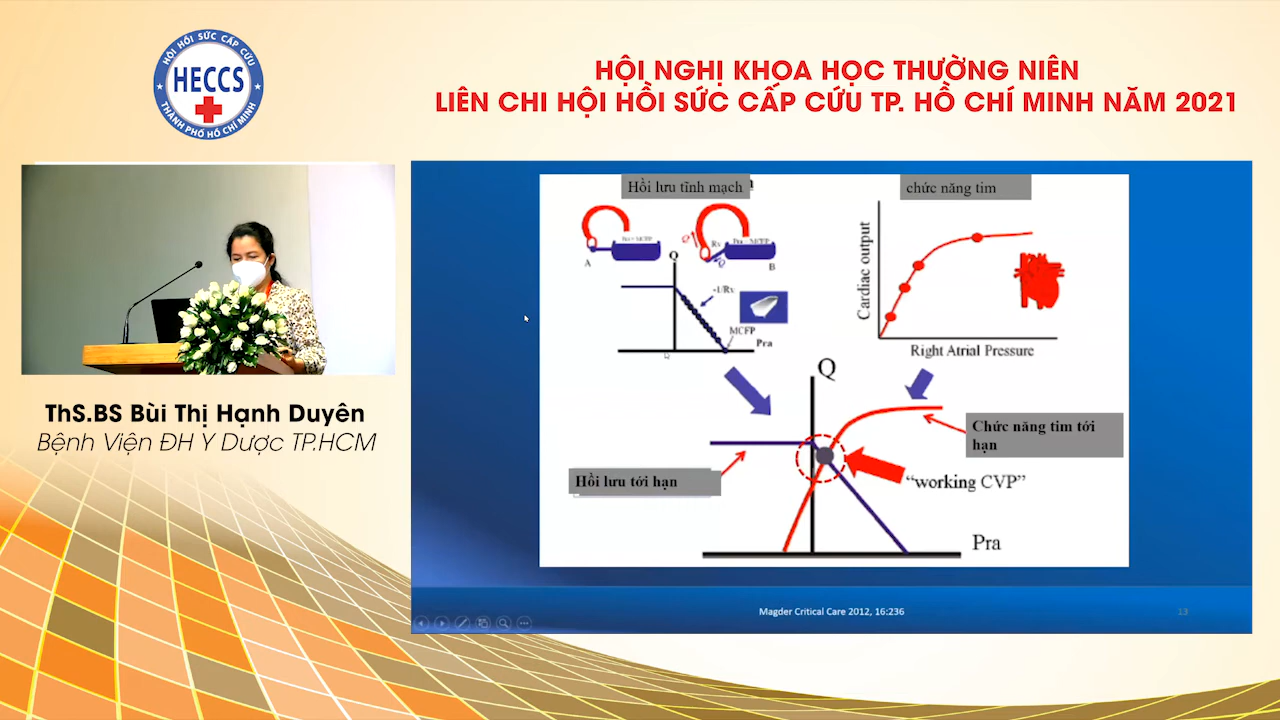 HỘI HỒI SỨC CẤP CỨU
HECCS
THÀNH PHỐ HỒ CHÍ MINH
HỘI NGHỊ KHOA HỌC THƯỜNG NIÊN
LIÊN CHI HỘI HỒI SỨC CẤP CỨU TP. HỒ CHÍ MINH NĂM 2021
ThS.BS Bùi Thị Hạnh Duyên
Bệnh Viện ĐH Y Dược TP.HCM
Hồi lưu tĩnh mạch
A
Rv
Q
B
Q
-1/Rv
MCFP
Pra
chức năng tim
Cardiac output
Right Atrial Pressure
Q
Chức năng tim tới
hạn
Hồi lưu tới hạn
“working CVP”
Pra
Magder Critical Care 2012, 16:236
13